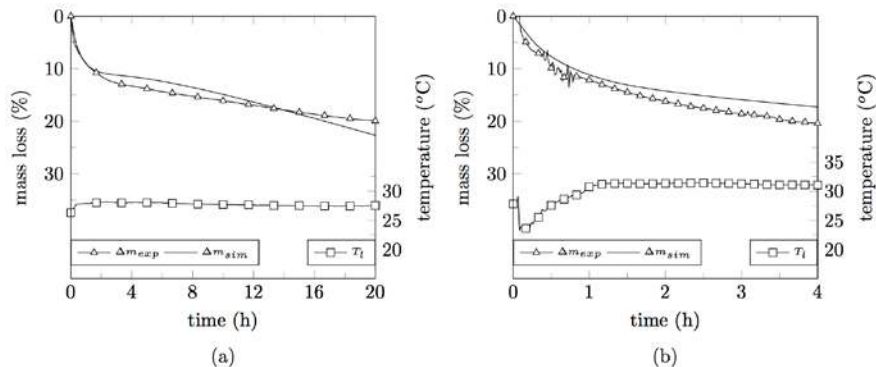 0
10
20
30
mass loss (%)
30
25
20
temperature (°C)
Δm_exp Δm_sim T_l
0 4 8 12 16 20
time (h)
(a)
0
10
20
30
mass loss (%)
35
30
25
20
temperature (°C)
Δm_exp Δm_sim T_l
0 1 2 3 4
time (h)
(b)